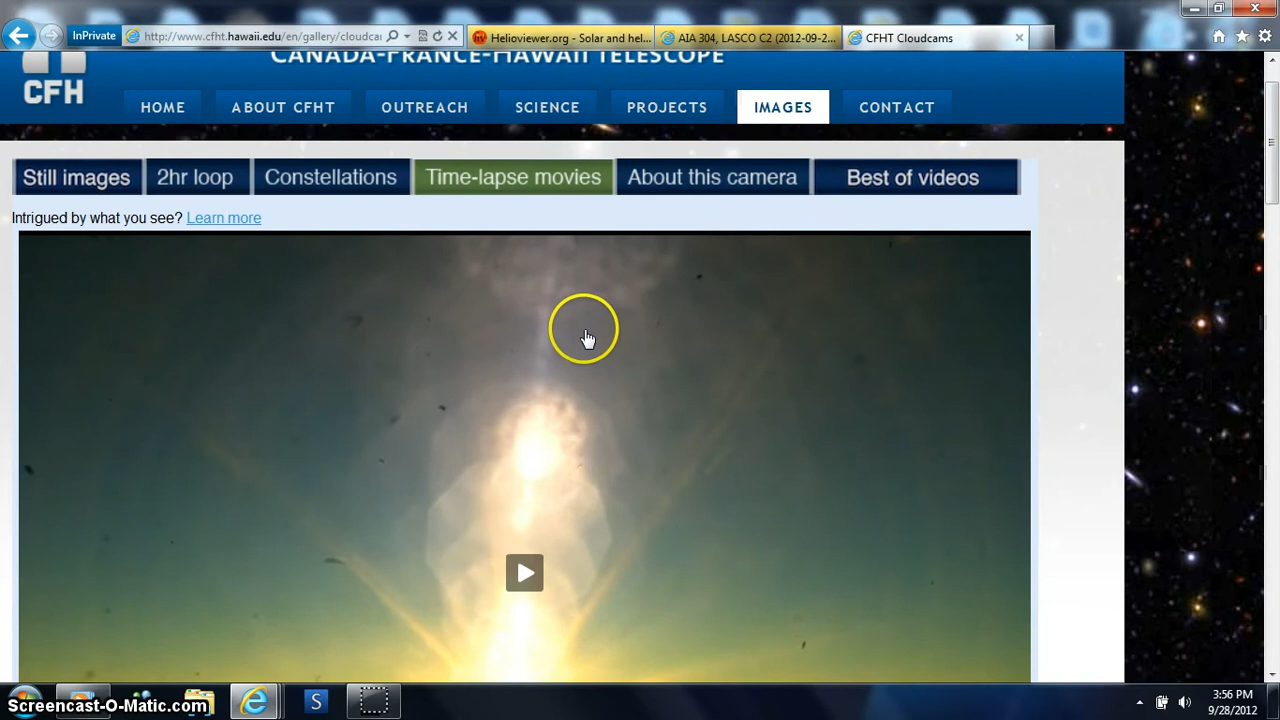 InPrivate
http://www.cfht.hawaii.edu/en/gallery/cloudca
Helioviewer.org - Solar and hel...
AIA 304, LASCO C2 (2012-09-2...
CFHT Cloudcams
CANADA-FRANCE-HAWAII TELESCOPE
CFH
HOME
ABOUT CFHT
OUTREACH
SCIENCE
PROJECTS
IMAGES
CONTACT
Still images
2hr loop
Constellations
Time-lapse movies
About this camera
Best of videos
Intrigued by what you see? Learn more
S
3:56 PM
9/28/2012
Screencast-O-Matic.com